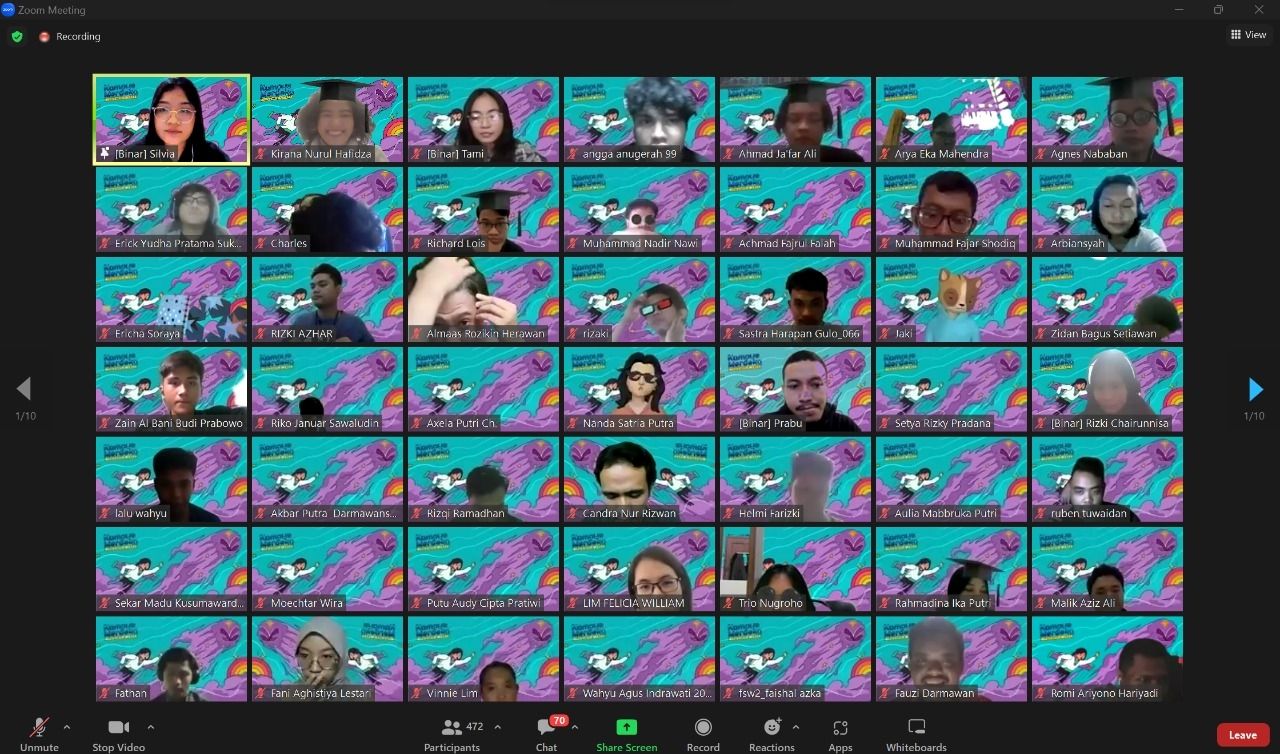 Zoom Meeting
Recording
View
[Binar] Silvia
Kirana Nurul Hafidza
[Binar] Tami
angga anugerah 99
Ahmad Ja'far Ali
Arya Eka Mahendra
Agnes Nababan
Erick Yudha Pratama Suk...
Charles
Richard Lois
Muhammad Nadir Nawi
Achmad Fajrul Falah
Muhammad Fajar Shodiq
Arbiansyah
Ericha Soraya
RIZKI AZHAR
Almaas Rozikin Herawan
rizaki
Sastra Harapan Gulo_066
Jaki
Zidan Bagus Setiawan
1/10
1/10
Zain Al Bani Budi Prabowo
Riko Januar Sawaludin
Axela Putri Ch.
Nanda Satria Putra
[Binar] Prabu
Setya Rizky Pradana
[Binar] Rizki Chairunnisa
lalu wahyu
Akbar Putra Darmawans...
Rizqi Ramadhan
Candra Nur Rizwan
Helmi Farizki
Aulia Mabbruka Putri
ruben tuwaidan
Sekar Madu Kusumaward...
Moechtar Wira
Putu Audy Cipta Pratiwi
LIM FELICIA WILLIAM
Trio Nugroho
Rahmadina Ika Putri
Malik Aziz Ali
Fathan
Fani Aghistiya Lestari
Vinnie Lim
Wahyu Agus Indrawati 20...
fsw2_faishal azka
Fauzi Darmawan
Romi Ariyono Hariyadi
Unmute
Stop Video
472
Participants
70
Chat
Share Screen
Record
Reactions
Apps
Whiteboards
Leave